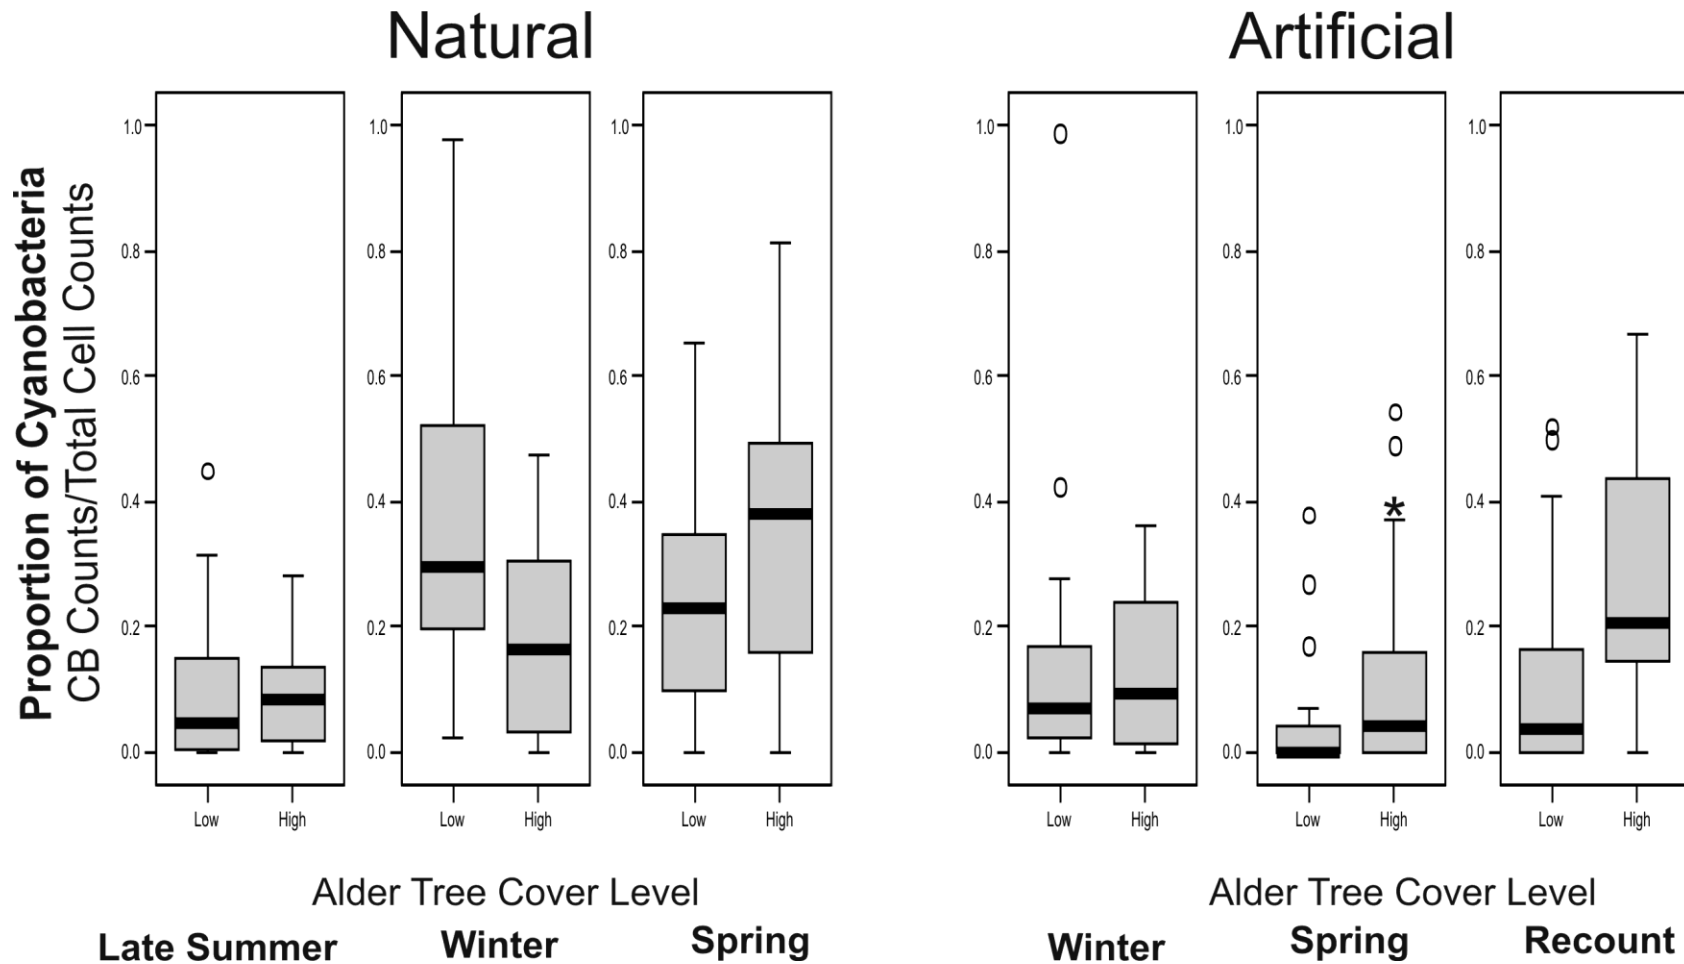 Natural
Artificial
Proportion of Cyanobacteria
CB Counts/Total Cell Counts
1.0
0.8
0.6
0.4
0.2
0.0
Low High
1.0
0.8
0.6
0.4
0.2
0.0
Low High
1.0
0.8
0.6
0.4
0.2
0.0
Low High
1.0
0.8
0.6
0.4
0.2
0.0
Low High
1.0
0.8
0.6
0.4
0.2
0.0
Low High
*
1.0
0.8
0.6
0.4
0.2
0.0
Low High
Alder Tree Cover Level
Alder Tree Cover Level
Late Summer
Winter
Spring
Winter
Spring
Recount